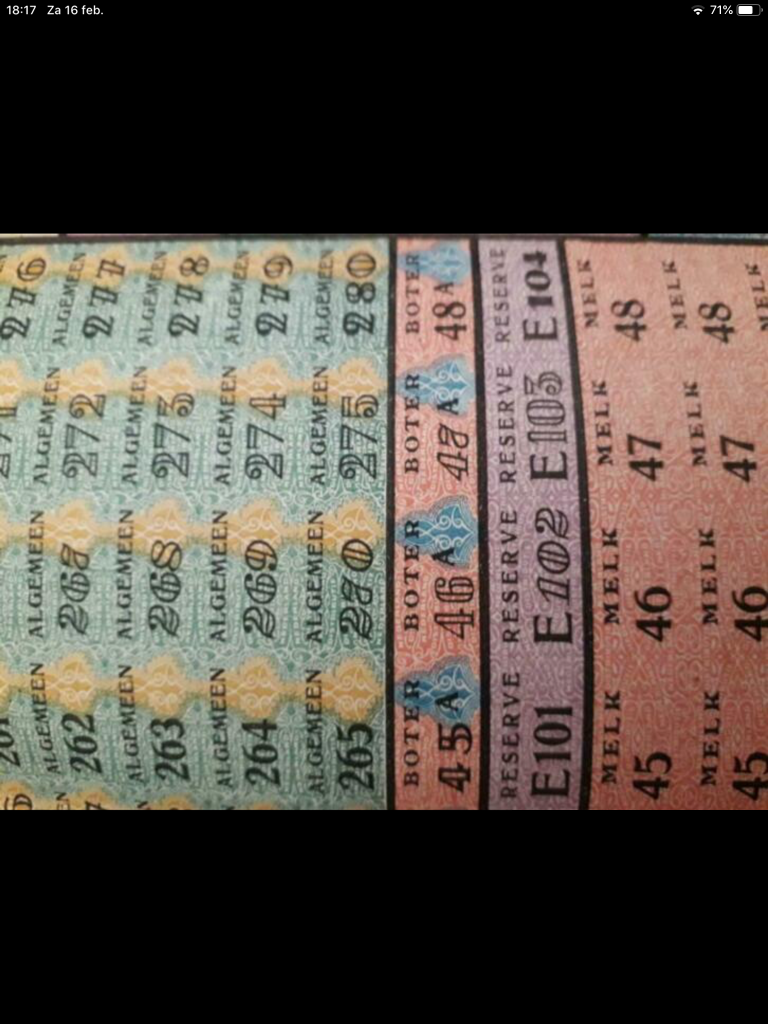 18:17 Za 16 feb. 71%
276
ALGEMEEN ALGEMEEN ALGEMEEN ALGEMEEN
262 267 272 277
ALGEMEEN ALGEMEEN ALGEMEEN ALGEMEEN
263 268 273 278
ALGEMEEN ALGEMEEN ALGEMEEN ALGEMEEN
264 269 274 279
ALGEMEEN ALGEMEEN ALGEMEEN ALGEMEEN
265 270 275 280
BOTER BOTER BOTER BOTER
45A 46A 47A 48A
RESERVE RESERVE RESERVE RESERVE
E101 E102 E103 E104
MELK MELK MELK MELK
45 46 47 48
MELK MELK MELK MELK
45 46 47 48
MELK